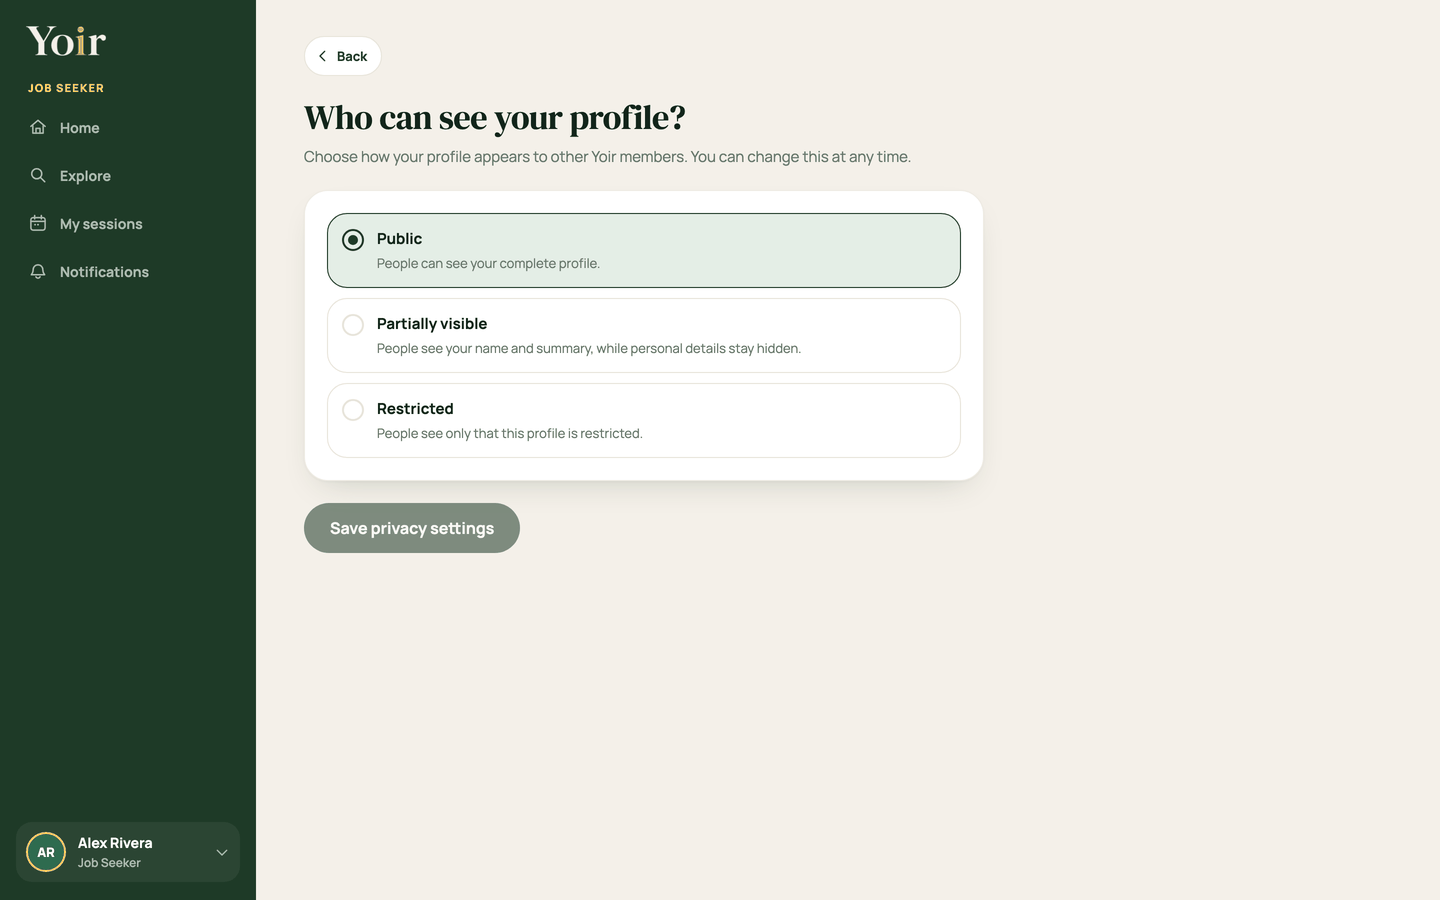 Yoir
JOB SEEKER
Home
Explore
My sessions
Notifications
AR
Alex Rivera
Job Seeker
Back
Who can see your profile?
Choose how your profile appears to other Yoir members. You can change this at any time.
Public
People can see your complete profile.
Partially visible
People see your name and summary, while personal details stay hidden.
Restricted
People see only that this profile is restricted.
Save privacy settings